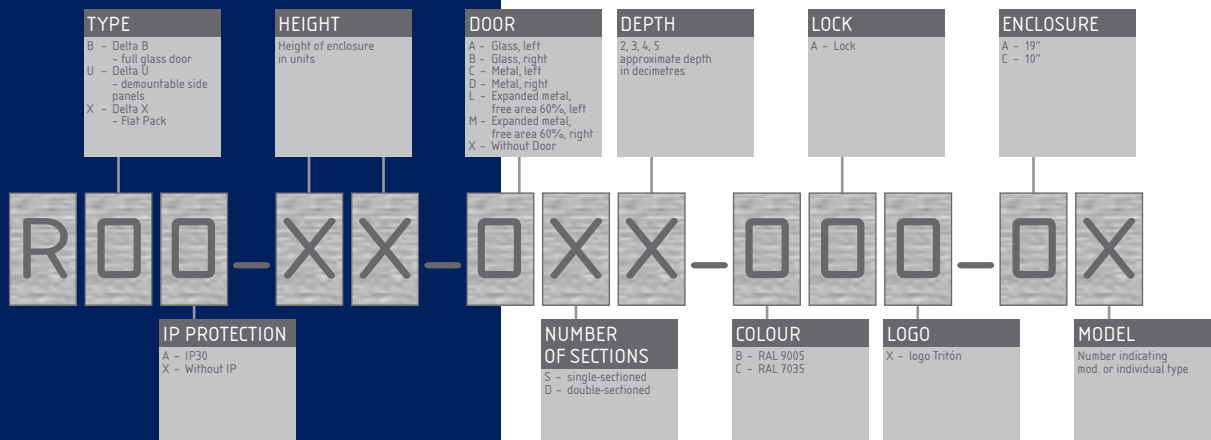 TYPE
B – Delta B
– full glass door
U – Delta U
– demountable side
panels
X – Delta X
– Flat Pack
HEIGHT
Height of enclosure
in units
DOOR
A – Glass, left
B – Glass, right
C – Metal, left
D – Metal, right
L – Expanded metal,
free area 60%, left
M – Expanded metal,
free area 60%, right
X – Without Door
DEPTH
2, 3, 4, 5
approximate depth
in decimetres
LOCK
A – Lock
ENCLOSURE
A – 19"
C – 10"
R00–XX–0XX–000–0X
IP PROTECTION
A – IP30
X – Without IP
NUMBER
OF SECTIONS
S – single-sectioned
D – double-sectioned
COLOUR
B – RAL 9005
C – RAL 7035
LOGO
X – logo Tritón
MODEL
Number indicating
mod. or individual type